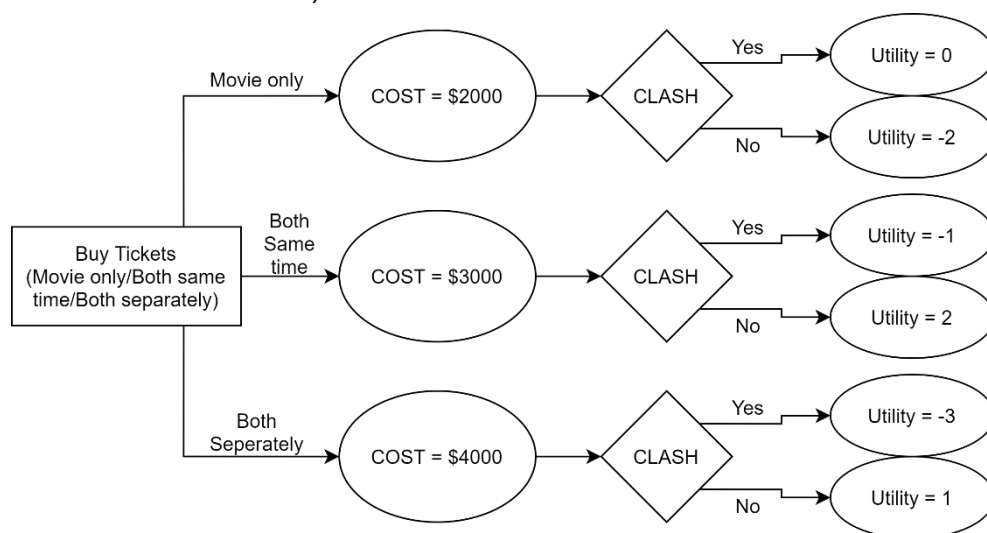 )
Movie only
COST = $2000
CLASH
Yes
Utility = 0
No
Utility = -2
Buy Tickets
(Movie only/Both same
time/Both separately)
Both
Same
time
COST = $3000
CLASH
Yes
Utility = -1
No
Utility = 2
Both
Seperately
COST = $4000
CLASH
Yes
Utility = -3
No
Utility = 1